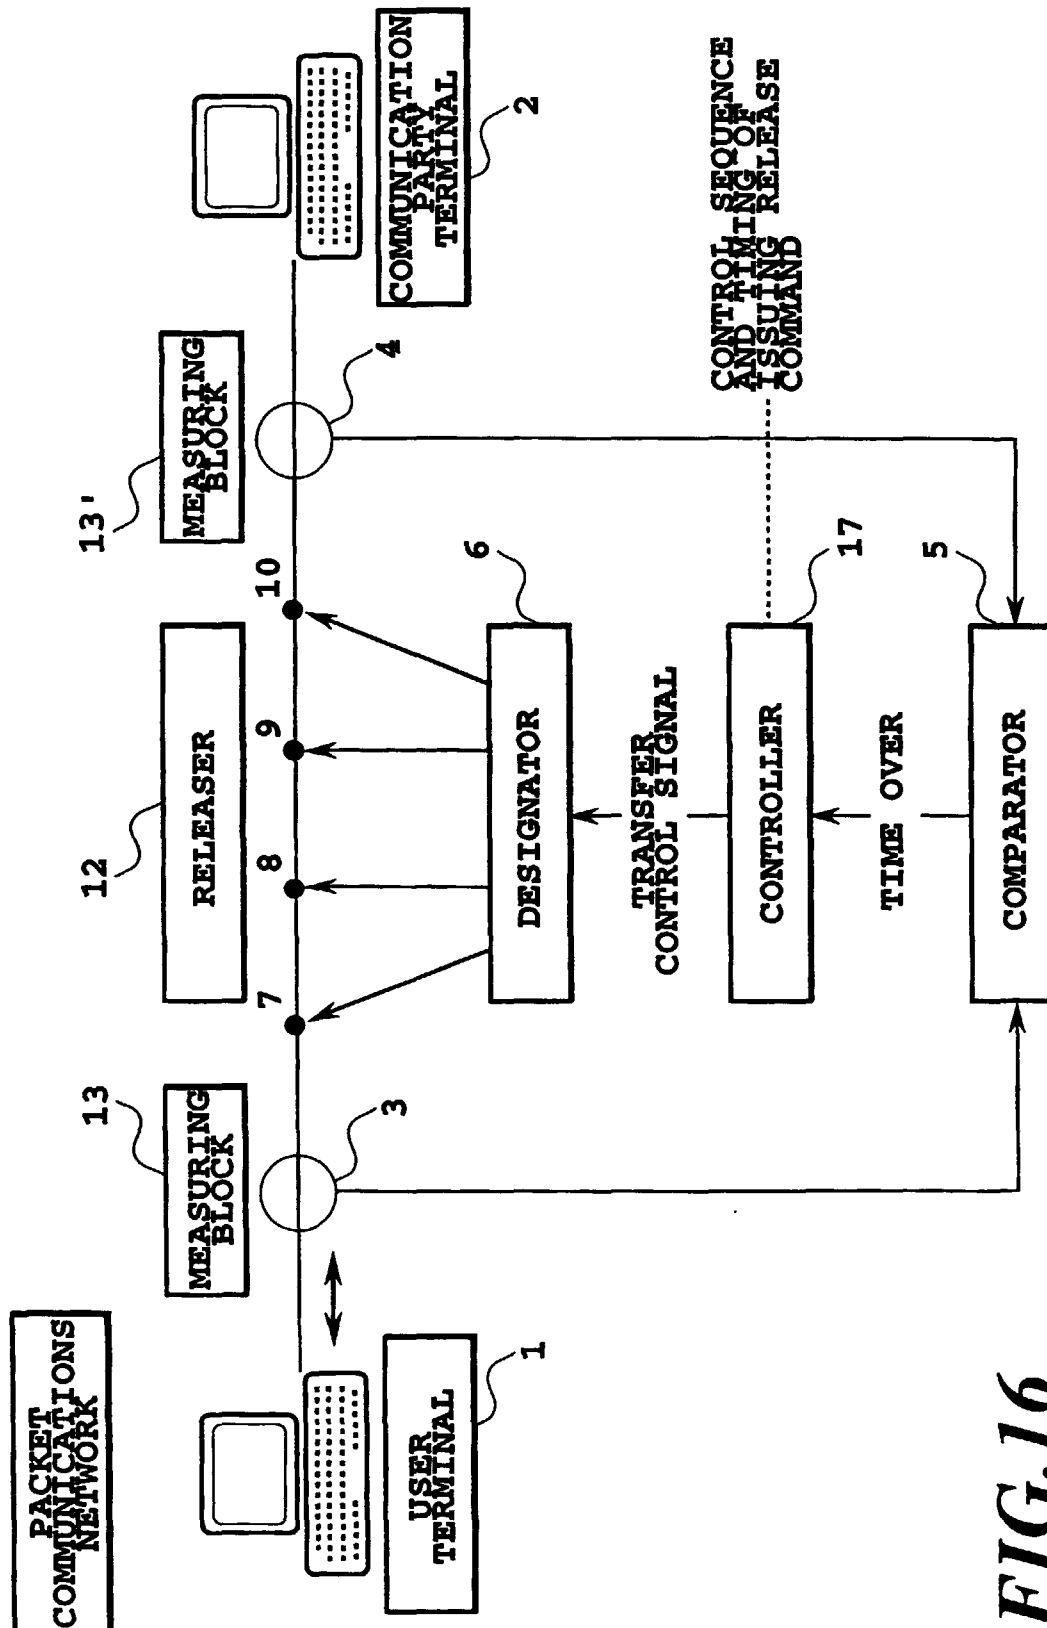 PACKET
COMMUNICATIONS
NETWORK
13
MEASURING
BLOCK
12
RELEASER
13'
MEASURING
BLOCK
7
8
9
10
3
4
USER
TERMINAL
1
COMMUNICATION
PARTY
TERMINAL
2
6
DESIGNATOR
TRANSFER
CONTROL SIGNAL
CONTROL SEQUENCE
AND TIMING OF
ISSUING RELEASE
COMMAND
17
CONTROLLER
TIME OVER
5
COMPARATOR
FIG.16